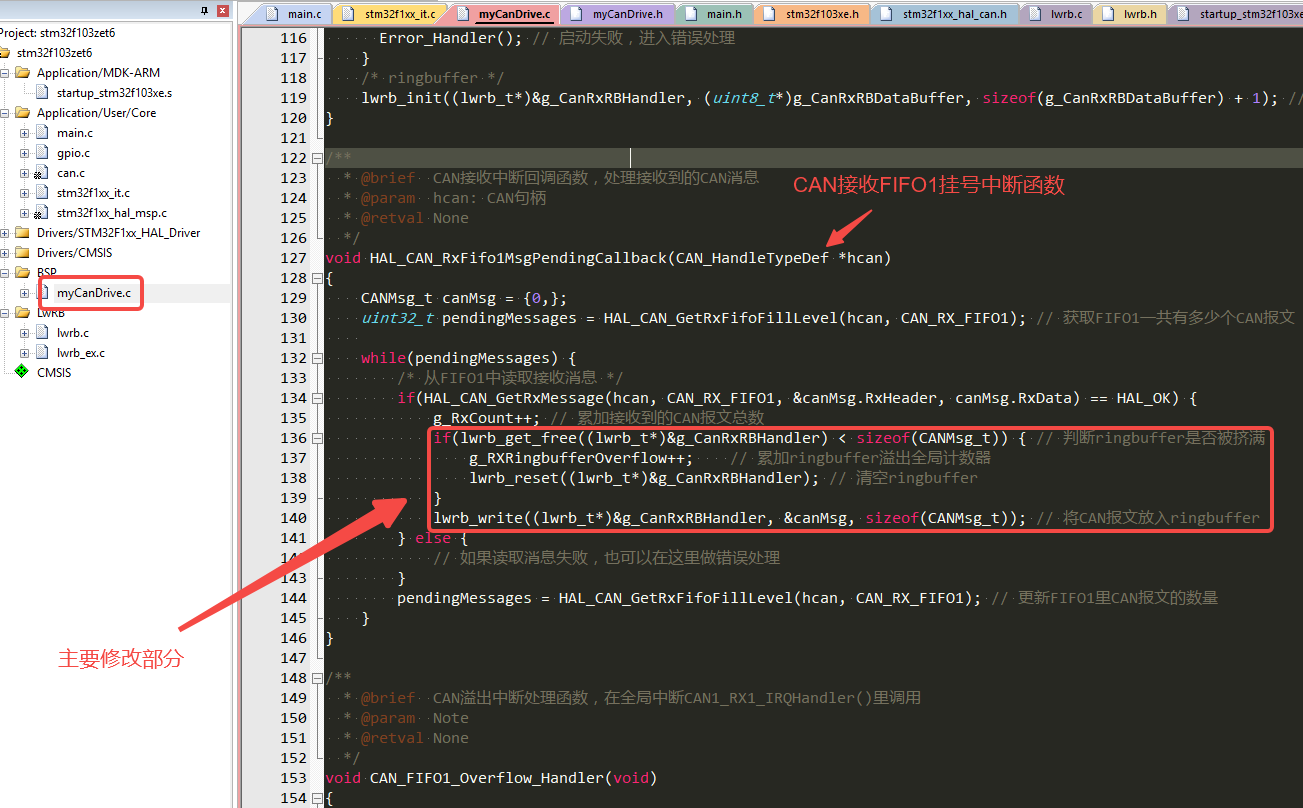 main.c
stm32f1xx_it.c
myCanDrive.c
myCanDrive.h
main.h
stm32f103xe.h
stm32f1xx_hal_can.h
lwrb.c
lwrb.h
startup_stm32f103xe
Project: stm32f103zet6
stm32f103zet6
Application/MDK-ARM
startup_stm32f103xe.s
Application/User/Core
main.c
gpio.c
can.c
stm32f1xx_it.c
stm32f1xx_hal_msp.c
Drivers/STM32F1xx_HAL_Driver
Drivers/CMSIS
BSP
myCanDrive.c
LwRB
lwrb.c
lwrb_ex.c
CMSIS
116 Error_Handler(); // 启动失败，进入错误处理
117 }
118 /* ringbuffer */
119 lwrb_init((lwrb_t*)&g_CanRxRBHandler, (uint8_t*)g_CanRxRBDataBuffer, sizeof(g_CanRxRBDataBuffer) + 1); //
120 }
121
122 /**
123 * @brief CAN接收中断回调函数，处理接收到的CAN消息
124 * @param hcan: CAN句柄
125 * @retval None
126 */
CAN接收FIFO1挂号中断函数
127 void HAL_CAN_RxFifo1MsgPendingCallback(CAN_HandleTypeDef *hcan)
128 {
129 CANMsg_t canMsg = {0,};
130 uint32_t pendingMessages = HAL_CAN_GetRxFifoFillLevel(hcan, CAN_RX_FIFO1); // 获取FIFO1一共有多少个CAN报文
131
132 while(pendingMessages) {
133 /* 从FIFO1中读取接收消息 */
134 if(HAL_CAN_GetRxMessage(hcan, CAN_RX_FIFO1, &canMsg.RxHeader, canMsg.RxData) == HAL_OK) {
135 g_RxCount++; // 累加接收到的CAN报文总数
136 if(lwrb_get_free((lwrb_t*)&g_CanRxRBHandler) < sizeof(CANMsg_t)) { // 判断ringbuffer是否被挤满
137 g_RXRingbufferOverflow++; // 累加ringbuffer溢出全局计数器
138 lwrb_reset((lwrb_t*)&g_CanRxRBHandler); // 清空ringbuffer
139 }
140 lwrb_write((lwrb_t*)&g_CanRxRBHandler, &canMsg, sizeof(CANMsg_t)); // 将CAN报文放入ringbuffer
141 } else {
14 // 如果读取消息失败，也可以在这里做错误处理
143 }
144 pendingMessages = HAL_CAN_GetRxFifoFillLevel(hcan, CAN_RX_FIFO1); // 更新FIFO1里CAN报文的数量
145 }
146 }
147
主要修改部分
148 /**
149 * @brief CAN溢出中断处理函数，在全局中断CAN1_RX1_IRQHandler()里调用
150 * @param Note
151 * @retval None
152 */
153 void CAN_FIFO1_Overflow_Handler(void)
154 {